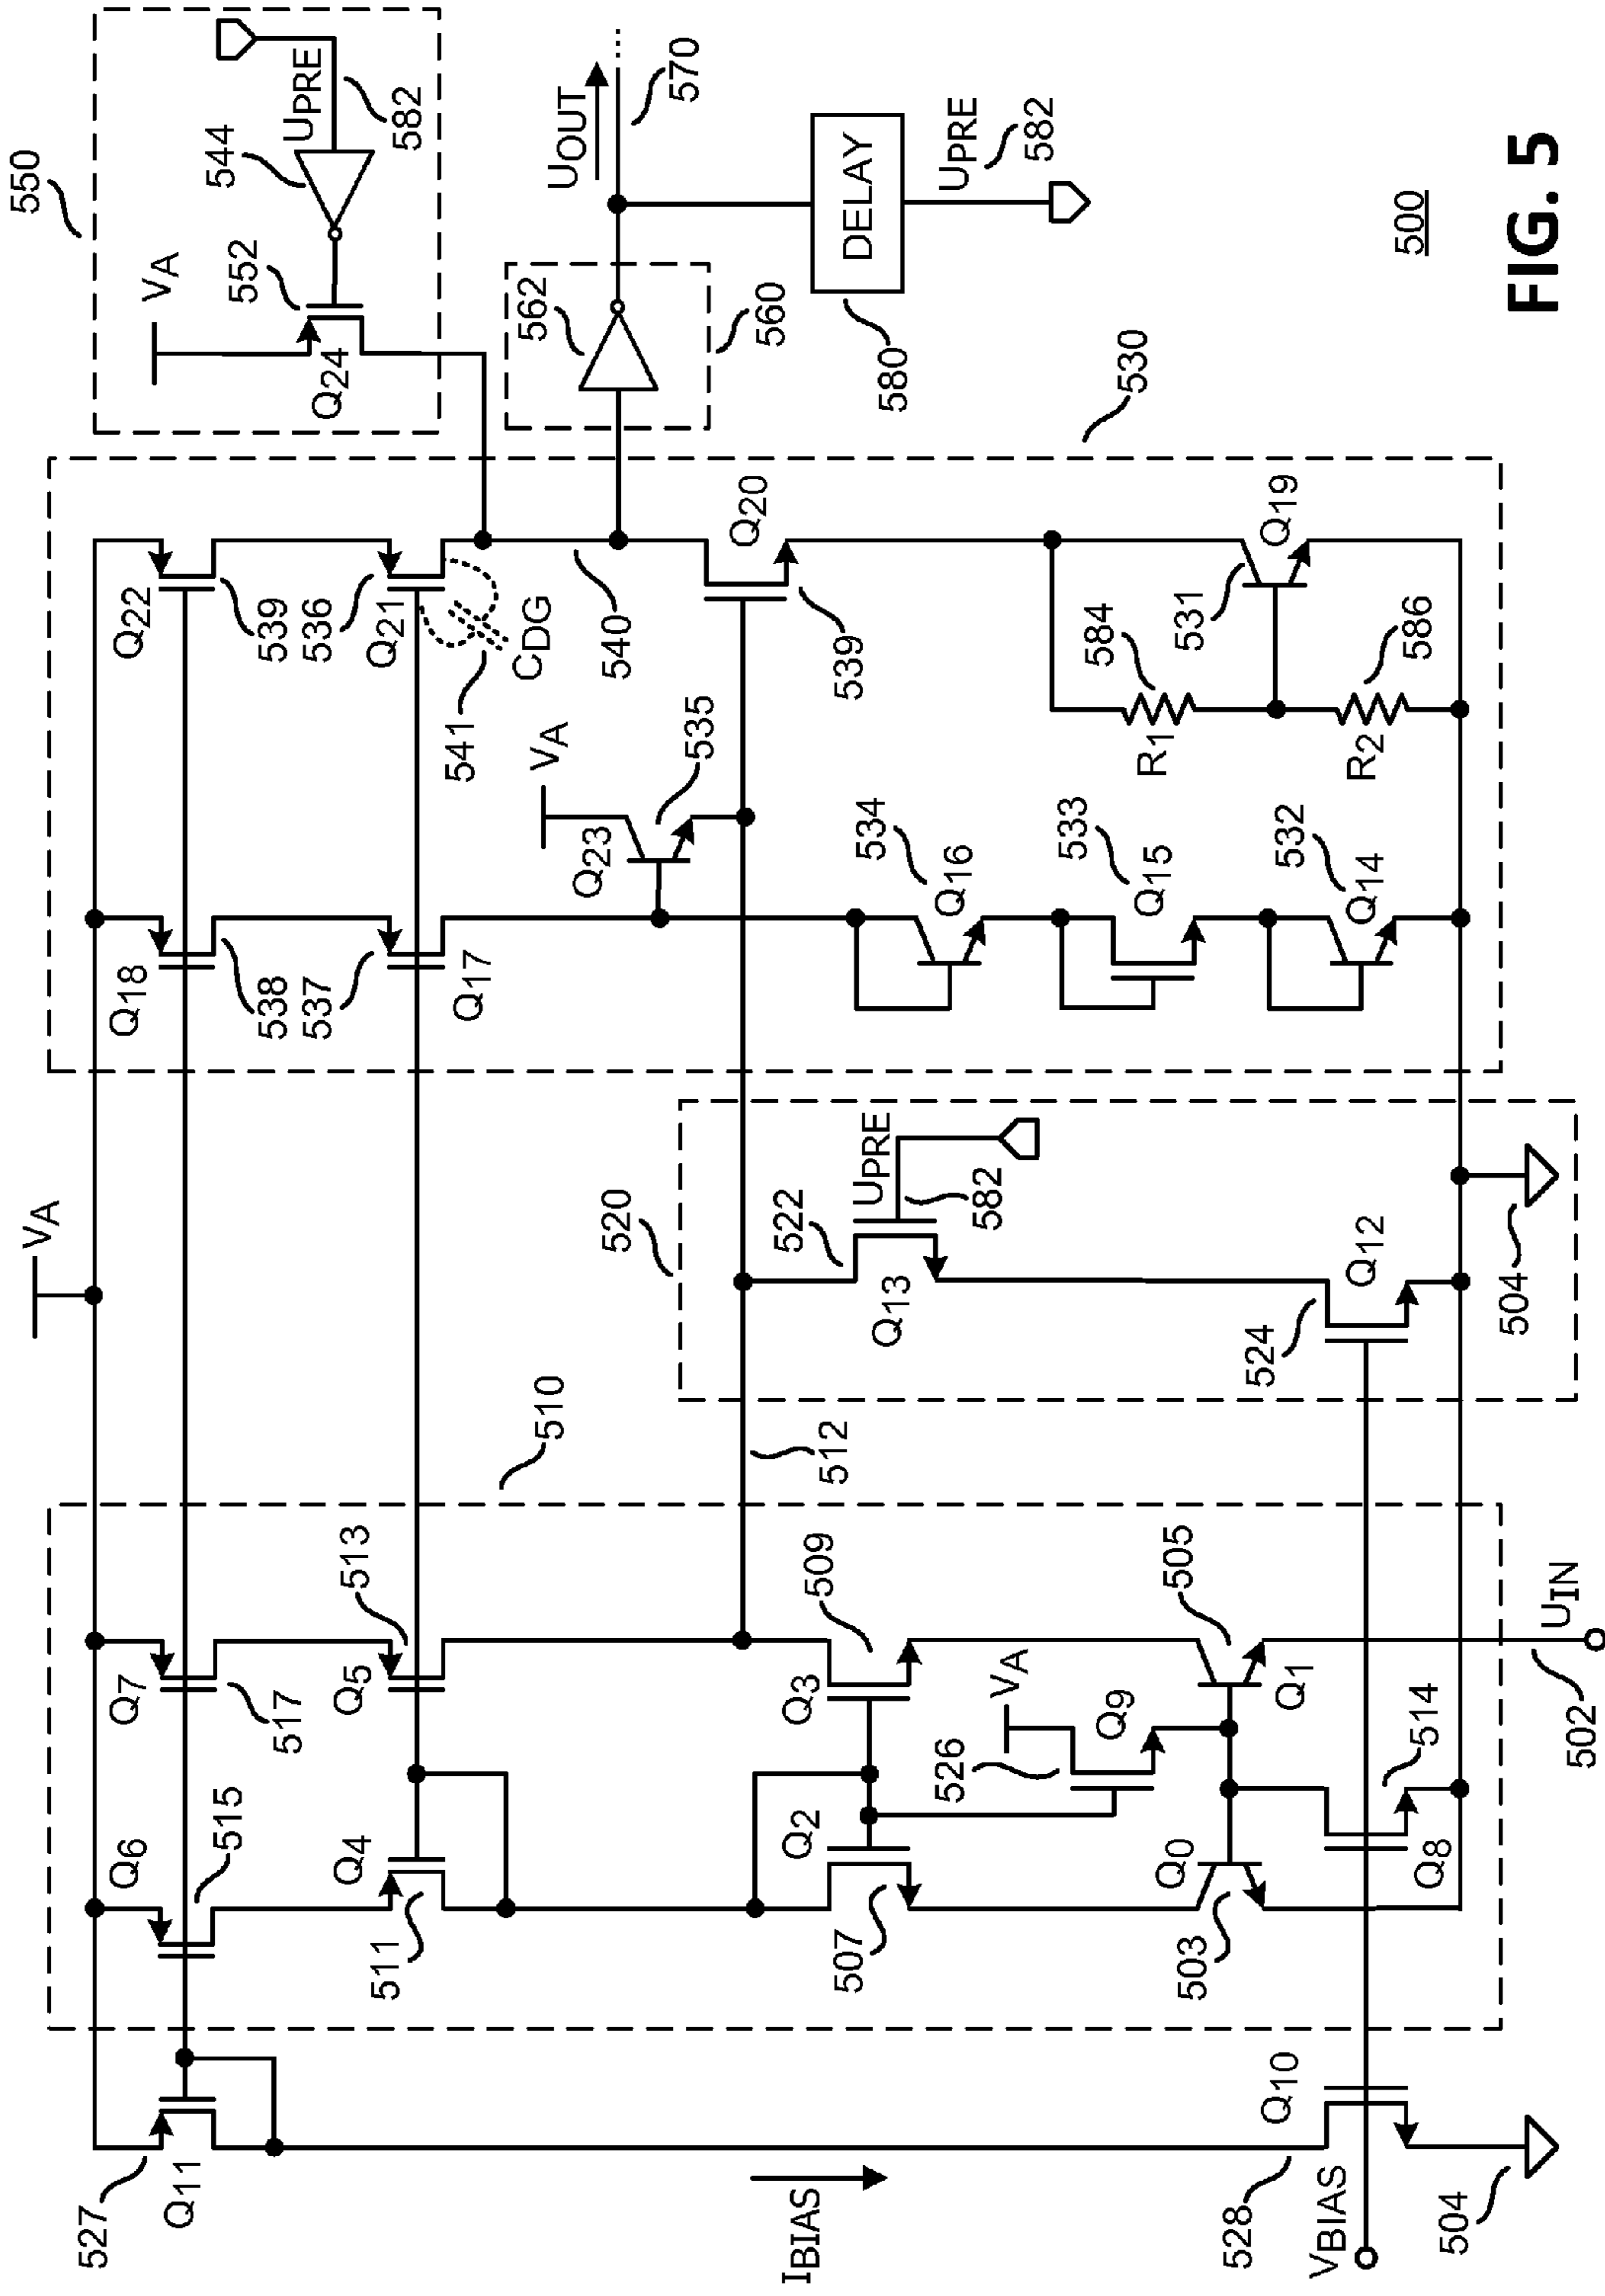 VA
550
544
UPRE
582
VA
552
Q24
UOUT
570
562
560
DELAY
580
UPRE
582
500
FIG. 5
530
Q22
539
536
Q21
541
CDG
540
Q20
539
VA
535
Q23
Q18
538
537
Q17
534
Q16
533
Q15
532
Q14
584
R1
531
Q19
586
R2
520
522
UPRE
582
Q13
524
Q12
504
510
512
Q7
517
513
Q5
Q6
515
Q4
511
509
Q3
Q2
507
VA
526
Q9
505
Q1
Q0
503
514
Q8
UIN
502
527
Q11
IBIAS
Q10
528
VBIAS
504